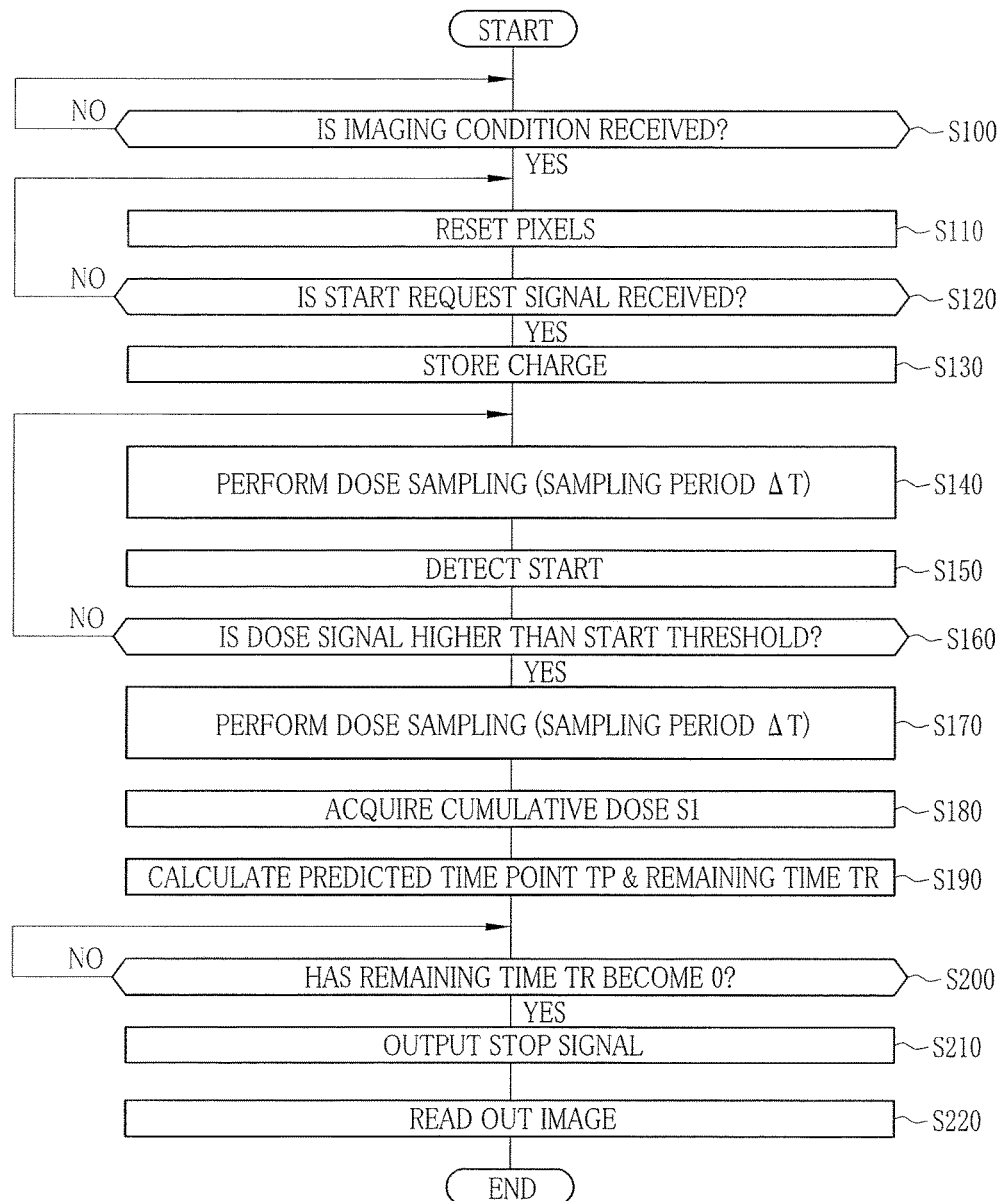 START
NO
IS IMAGING CONDITION RECEIVED? S100
YES
RESET PIXELS S110
NO
IS START REQUEST SIGNAL RECEIVED? S120
YES
STORE CHARGE S130
PERFORM DOSE SAMPLING (SAMPLING PERIOD ΔT) S140
DETECT START S150
NO
IS DOSE SIGNAL HIGHER THAN START THRESHOLD? S160
YES
PERFORM DOSE SAMPLING (SAMPLING PERIOD ΔT) S170
ACQUIRE CUMULATIVE DOSE S1 S180
CALCULATE PREDICTED TIME POINT TP & REMAINING TIME TR S190
NO
HAS REMAINING TIME TR BECOME 0? S200
YES
OUTPUT STOP SIGNAL S210
READ OUT IMAGE S220
END